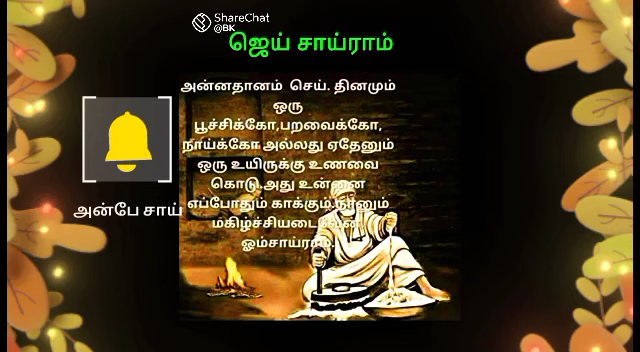 ShareChat
@BK
ஜெய் சாய்ராம்
அன்னதானம் செய். தினமும்
ஒரு
பூச்சிக்கோ,பறவைக்கோ,
நாய்க்கோ அல்லது ஏதேனும்
ஒரு உயிருக்கு உணவை
கொடு.அது உன்னை
எப்போதும் காக்கும்.நானும்
மகிழ்ச்சியடைவேன்.
ஓம்சாய்ராம்.
அன்பே சாய்